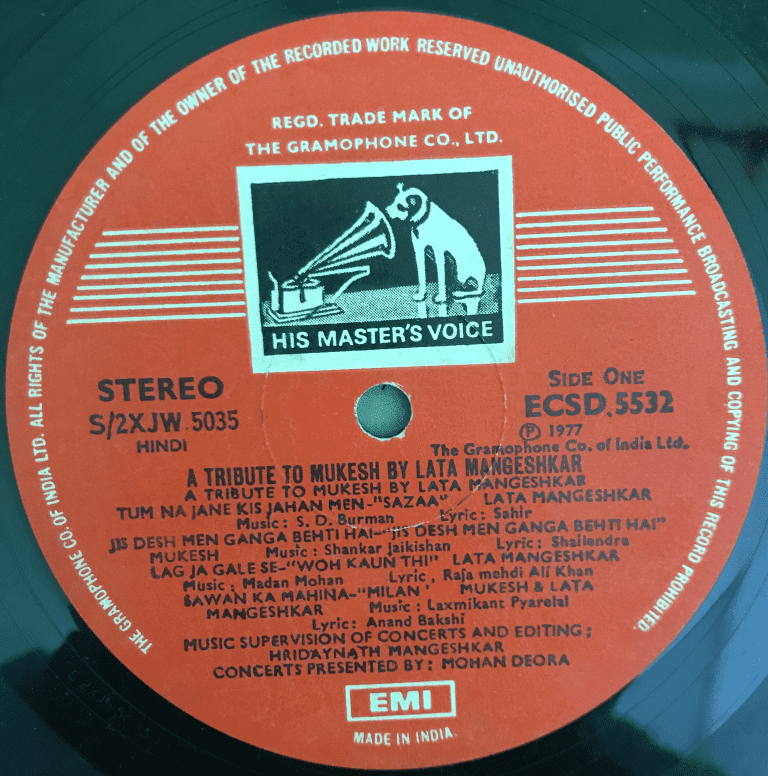 THE GRAMOPHONE CO. OF INDIA LTD. ALL RIGHTS OF THE MANUFACTURER AND OF THE OWNER OF THE RECORDED WORK RESERVED UNAUTHORISED PUBLIC PERFORMANCE BROADCASTING AND COPYING OF THIS RECORD PROHIBITED.
REGD. TRADE MARK OF
THE GRAMOPHONE CO., LTD.
HIS MASTER'S VOICE
STEREO
S/2XJW.5035
HINDI
SIDE ONE
ECSD.5532
℗ 1977
The Gramophone Co. of India Ltd.
A TRIBUTE TO MUKESH BY LATA MANGESHKAR
A TRIBUTE TO MUKESH BY LATA MANGESHKAR
TUM NA JANE KIS JAHAN MEN-"SAZAA" LATA MANGESHKAR
Music: S. D. Burman Lyric: Sahir
JIS DESH MEN GANGA BEHTI HAI-"JIS DESH MEN GANGA BEHTI HAI"
MUKESH Music: Shankar Jaikishan Lyric: Shailendra
LAG JA GALE SE-"WOH KAUN THI" LATA MANGESHKAR
Music: Madan Mohan Lyric, Raja mehdi Ali Khan
SAWAN KA MAHINA-"MILAN' MUKESH & LATA
MANGESHKAR Music: Laxmikant Pyarelal
Lyric: Anand Bakshi
MUSIC SUPERVISION OF CONCERTS AND EDITING;
HRIDAYNATH MANGESHKAR
CONCERTS PRESENTED BY: MOHAN DEORA
EMI
MADE IN INDIA.